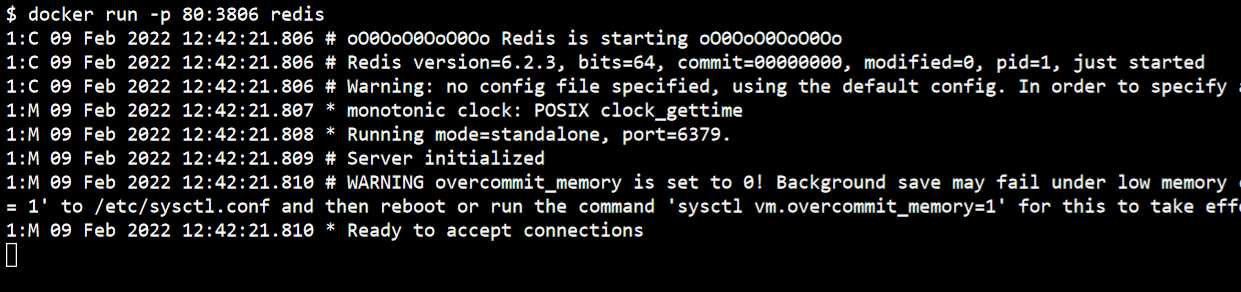 $ docker run -p 80:3806 redis
1:C 09 Feb 2022 12:42:21.806 # oO0OoO0OoO0Oo Redis is starting oO0OoO0OoO0Oo
1:C 09 Feb 2022 12:42:21.806 # Redis version=6.2.3, bits=64, commit=00000000, modified=0, pid=1, just started
1:C 09 Feb 2022 12:42:21.806 # Warning: no config file specified, using the default config. In order to specify
1:M 09 Feb 2022 12:42:21.807 * monotonic clock: POSIX clock_gettime
1:M 09 Feb 2022 12:42:21.808 * Running mode=standalone, port=6379.
1:M 09 Feb 2022 12:42:21.809 # Server initialized
1:M 09 Feb 2022 12:42:21.810 # WARNING overcommit_memory is set to 0! Background save may fail under low memory
= 1' to /etc/sysctl.conf and then reboot or run the command 'sysctl vm.overcommit_memory=1' for this to take effe
1:M 09 Feb 2022 12:42:21.810 * Ready to accept connections